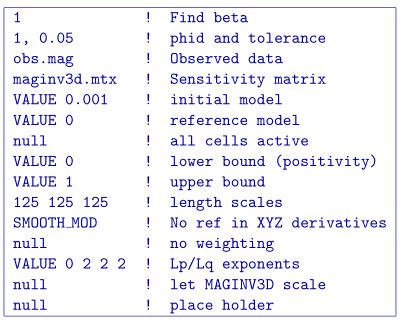 1 ! Find beta
1, 0.05 ! phid and tolerance
obs.mag ! Observed data
maginv3d.mtx ! Sensitivity matrix
VALUE 0.001 ! initial model
VALUE 0 ! reference model
null ! all cells active
VALUE 0 ! lower bound (positivity)
VALUE 1 ! upper bound
125 125 125 ! length scales
SMOOTH_MOD ! No ref in XYZ derivatives
null ! no weighting
VALUE 0 2 2 2 ! Lp/Lq exponents
null ! let MAGINV3D scale
null ! place holder